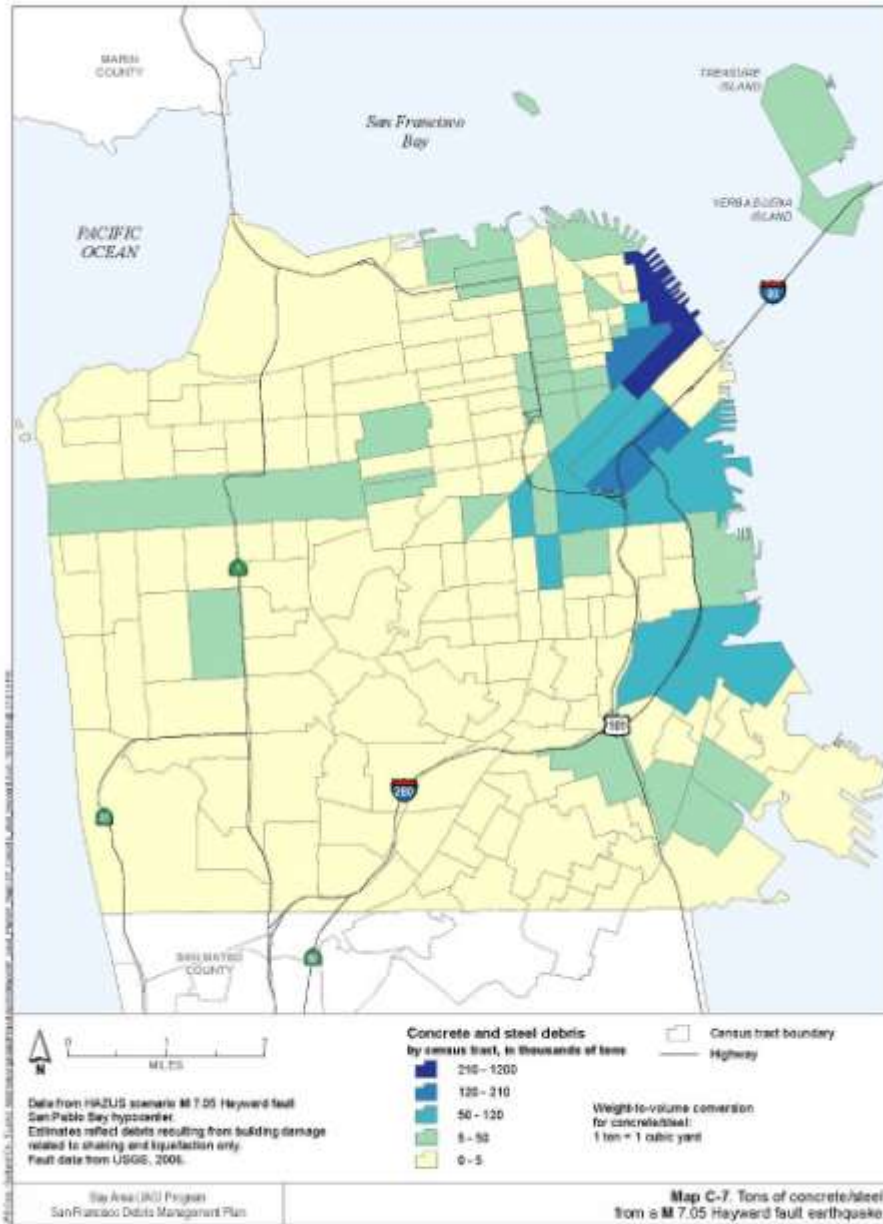 MARIN
COUNTY
TREASURE
ISLAND
San Francisco
Bay
YERBA BUENA
ISLAND
PACIFIC
OCEAN
80
1
101
280
SAN MATEO
COUNTY
N
0 1 2
MILES
Data from HAZUS scenario M 7.05 Hayward fault
San Pablo Bay hypocenter.
Estimates reflect debris resulting from building damage
related to shaking and liquefaction only.
Fault data from USGS, 2006.
Concrete and steel debris
by census tract, in thousands of tons
210 - 1200
120 - 210
50 - 120
5 - 50
0 - 5
Census tract boundary
Highway
Weight-to-volume conversion
for concrete/steel:
1 ton = 1 cubic yard
Bay Area UASI Program
San Francisco Debris Management Plan
Map C-7. Tons of concrete/steel
from a M 7.05 Hayward fault earthquake